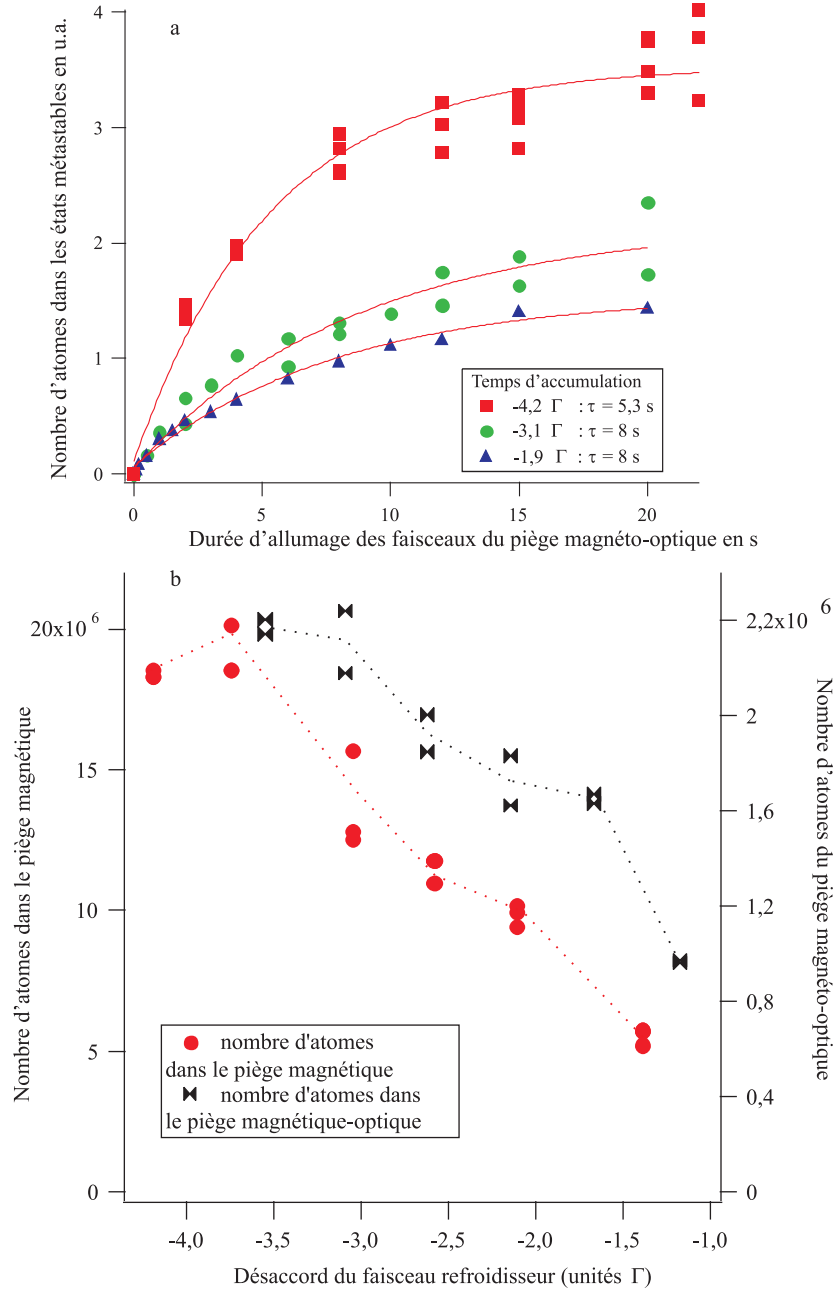 a
Nombre d'atomes dans les états métastables en u.a.
4
3
2
1
0
Temps d'accumulation
-4,2 Γ : τ = 5,3 s
-3,1 Γ : τ = 8 s
-1,9 Γ : τ = 8 s
0 5 10 15 20
Durée d'allumage des faisceaux du piège magnéto-optique en s
b
Nombre d'atomes dans le piège magnétique
20x10 6
15
10
5
0
2,2x10 6
2
1,6
1,2
0,8
0,4
0
Nombre d'atomes du piège magnéto-optique
nombre d'atomes
dans le piège magnétique
nombre d'atomes dans
le piège magnétique-optique
-4,0 -3,5 -3,0 -2,5 -2,0 -1,5 -1,0
Désaccord du faisceau refroidisseur (unités Γ)